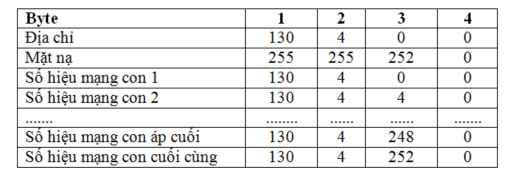 Byte 1 2 3 4
Địa chỉ 130 4 0 0
Mặt nạ 255 255 252 0
Số hiệu mạng con 1 130 4 0 0
Số hiệu mạng con 2 130 4 4 0
....... ........ ...... ...... .......
Số hiệu mạng con áp cuối 130 4 248 0
Số hiệu mạng con cuối cùng 130 4 252 0